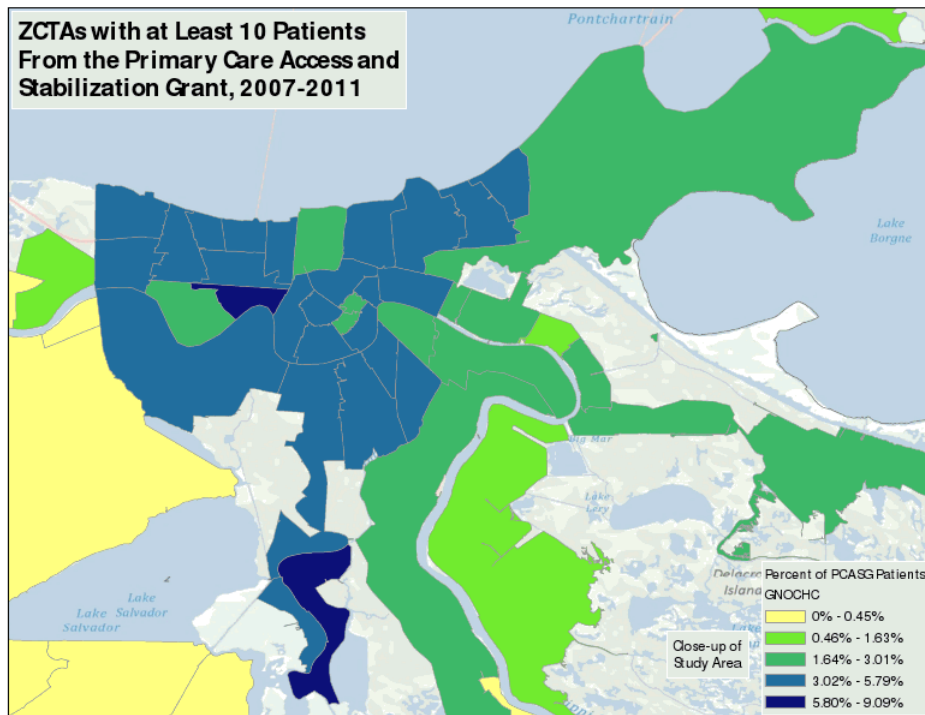 Pontchartrain
ZCTAs with at Least 10 Patients
From the Primary Care Access and
Stabilization Grant, 2007-2011
Lake
Borgne
Lake
Lery
Lake
Salvador
Lake
Salvador
Island
Close-up of
Study Area
Percent of PCASG Patients
GNOCHC
0% - 0.45%
0.46% - 1.63%
1.64% - 3.01%
3.02% - 5.79%
5.80% - 9.09%